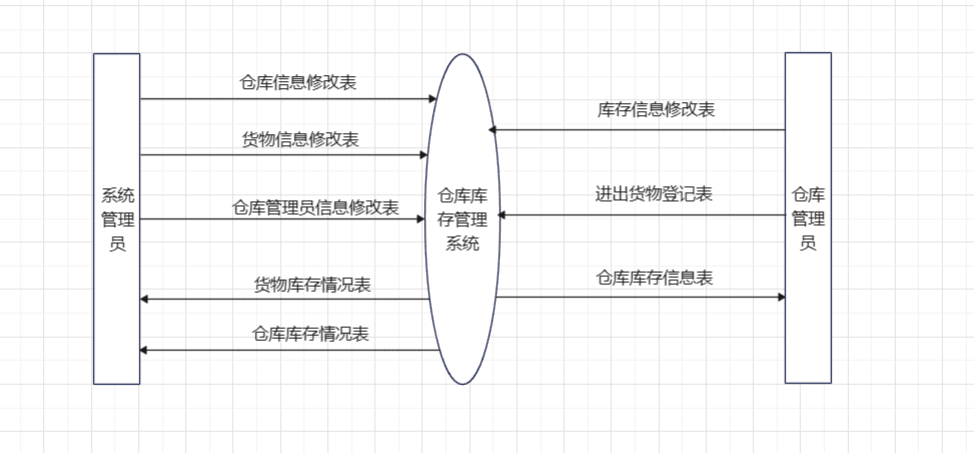 仓库信息修改表
库存信息修改表
货物信息修改表
系统
管理
员
仓库管理员信息修改表
仓库库
存管理
系统
进出货物登记表
仓库
管理
员
货物库存情况表
仓库库存信息表
仓库库存情况表